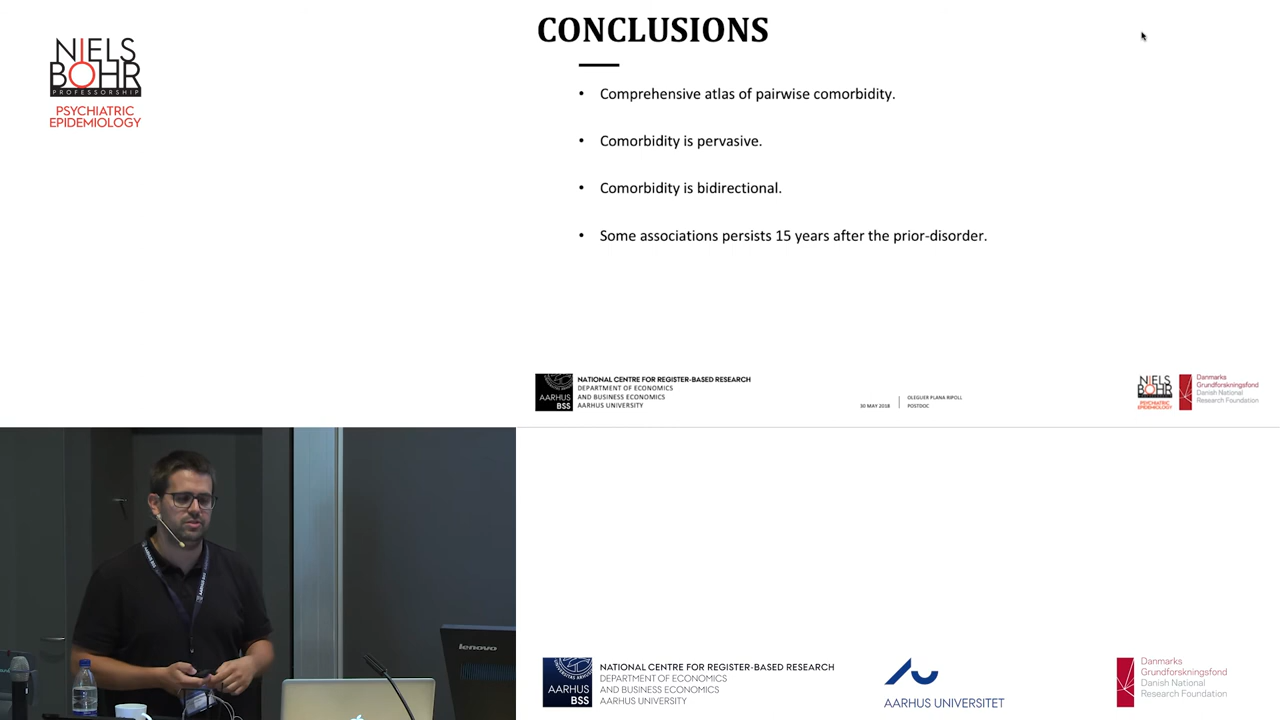 CONCLUSIONS
NIELS
BOHR
PROFESSORSHIP
PSYCHIATRIC
EPIDEMIOLOGY
• Comprehensive atlas of pairwise comorbidity.
• Comorbidity is pervasive.
• Comorbidity is bidirectional.
• Some associations persists 15 years after the prior-disorder.
AARHUS
BSS
NATIONAL CENTRE FOR REGISTER-BASED RESEARCH
DEPARTMENT OF ECONOMICS
AND BUSINESS ECONOMICS
AARHUS UNIVERSITY
30 MAY 2018
OLEGUER PLANA RIPOLL
POSTDOC
NIELS
BOHR
PSYCHIATRIC
EPIDEMIOLOGY
Danmarks
Grundforskningsfond
Danish National
Research Foundation
lenovo
AARHUS
BSS
NATIONAL CENTRE FOR REGISTER-BASED RESEARCH
DEPARTMENT OF ECONOMICS
AND BUSINESS ECONOMICS
AARHUS UNIVERSITY
AARHUS UNIVERSITET
Danmarks
Grundforskningsfond
Danish National
Research Foundation